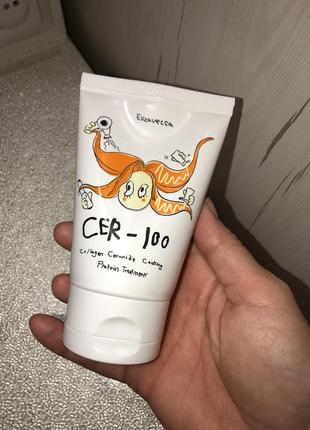 Elizavecca
CER-100
Collagen Ceramide Coating
Protein Treatment